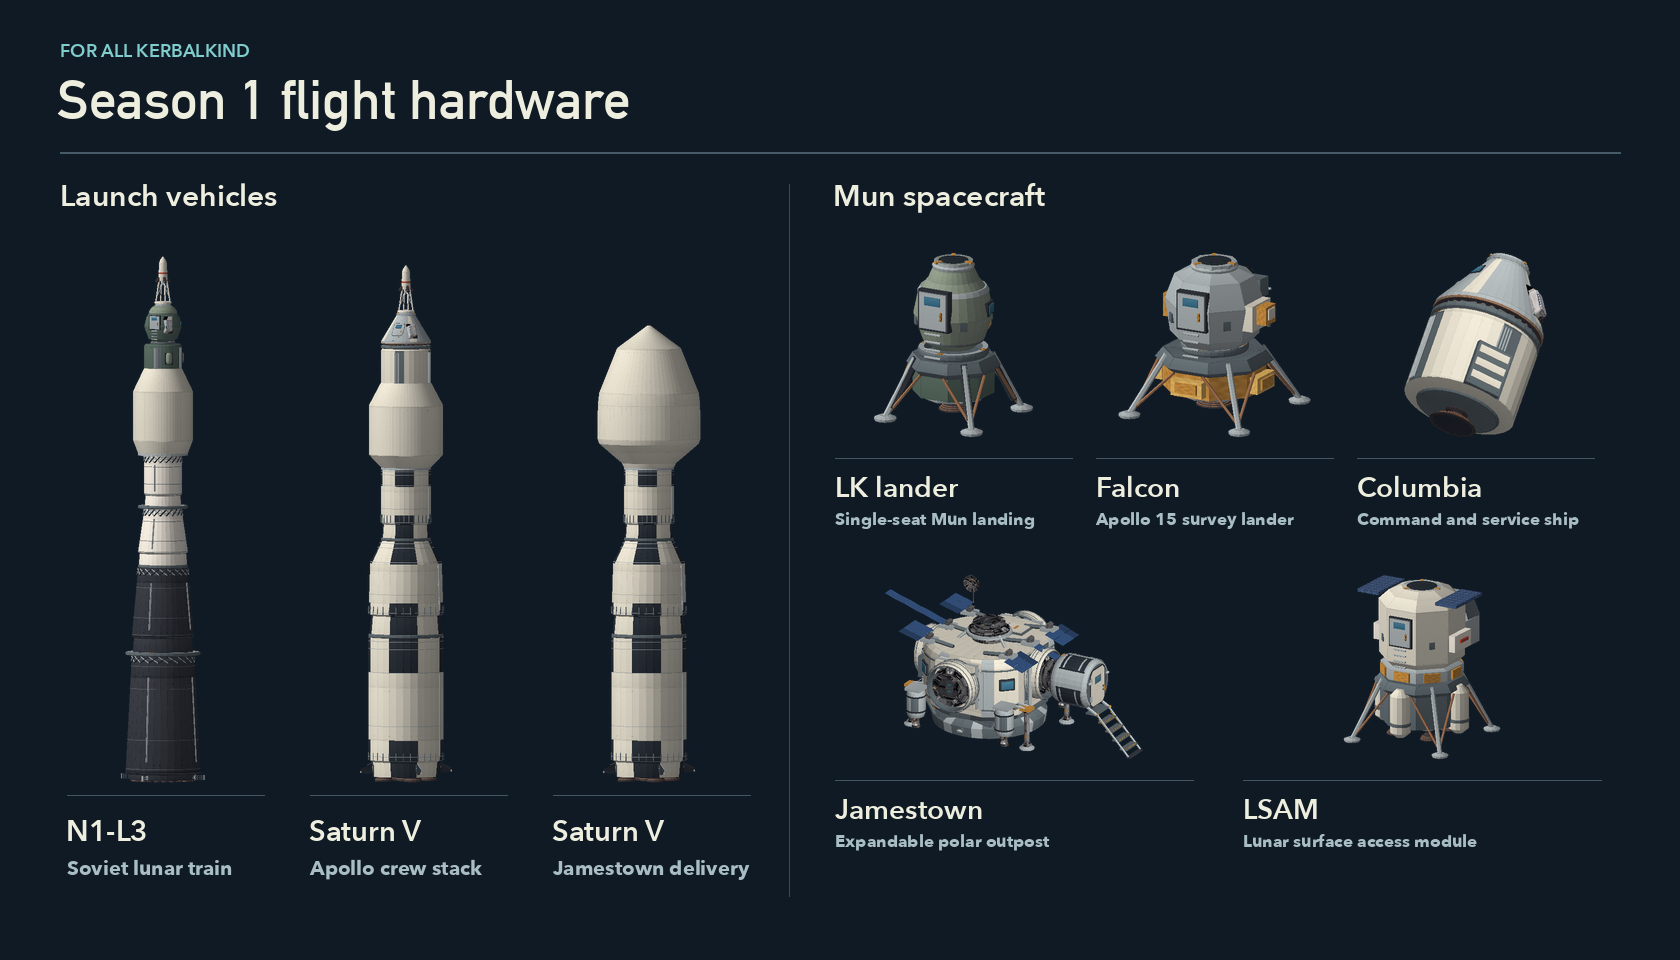 FOR ALL KERBALKIND
Season 1 flight hardware
Launch vehicles
N1-L3
Soviet lunar train
Saturn V
Apollo crew stack
Saturn V
Jamestown delivery
Mun spacecraft
LK lander
Single-seat Mun landing
Falcon
Apollo 15 survey lander
Columbia
Command and service ship
Jamestown
Expandable polar outpost
LSAM
Lunar surface access module